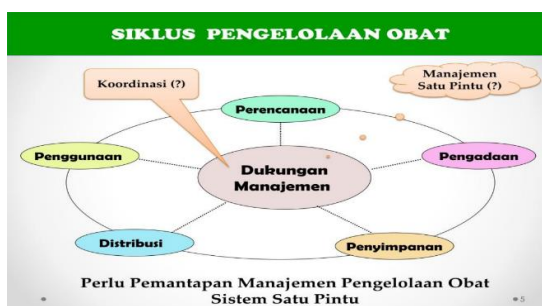 SIKLUS PENGELOLAAN OBAT
Koordinasi (?)
Manajemen
Satu Pintu (?)
Perencanaan
Penggunaan
Dukungan
Manajemen
Pengadaan
Distribusi
Penyimpanan
Perlu Pemantapan Manajemen Pengelolaan Obat
Sistem Satu Pintu
5